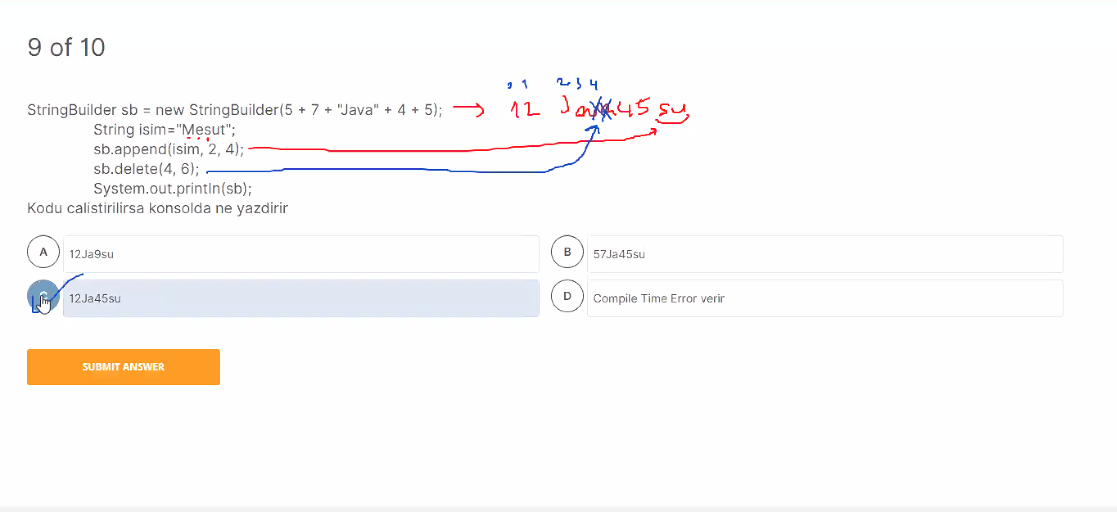 9 of 10
0 1 2 3 4
StringBuilder sb = new StringBuilder(5 + 7 + "Java" + 4 + 5); 12 Java45 su
String isim="Mesut";
sb.append(isim, 2, 4);
sb.delete(4, 6);
System.out.println(sb);
Kodu calistirilirsa konsolda ne yazdirir
A 12Ja9su
B 57Ja45su
C 12Ja45su
D Compile Time Error verir
SUBMIT ANSWER